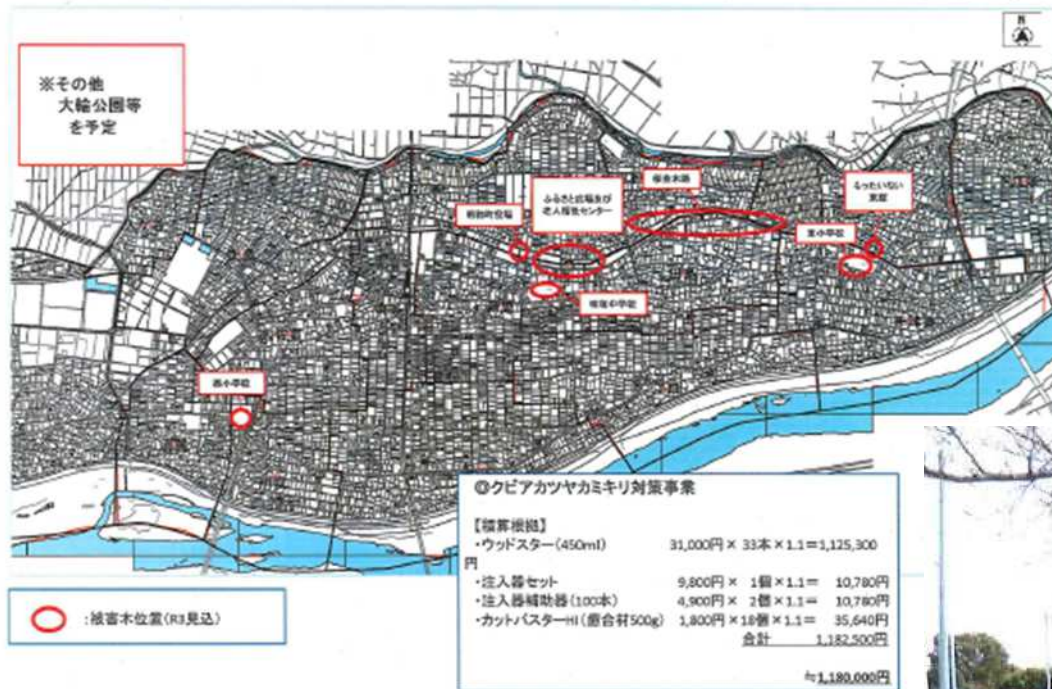 N
※その他
大輪公園等
を予定
桜並木路
ふるさと広場及び
老人福祉センター
明和町役場
もったいない
東小学校
明和中学校
西小学校
◎クビアカツヤカミキリ対策事業
【積算根拠】
・ウッドスター(450ml) 31,000円× 33本×1.1=1,125,300
円
・注入器セット 9,800円× 1個×1.1= 10,780円
・注入器補助器(100本) 4,900円× 2個×1.1= 10,780円
・カットパスターHI(癒合材500g) 1,800円×18個×1.1= 35,640円
合計 1,182,500円
≒1,180,000円
:被害木位置(R3見込)